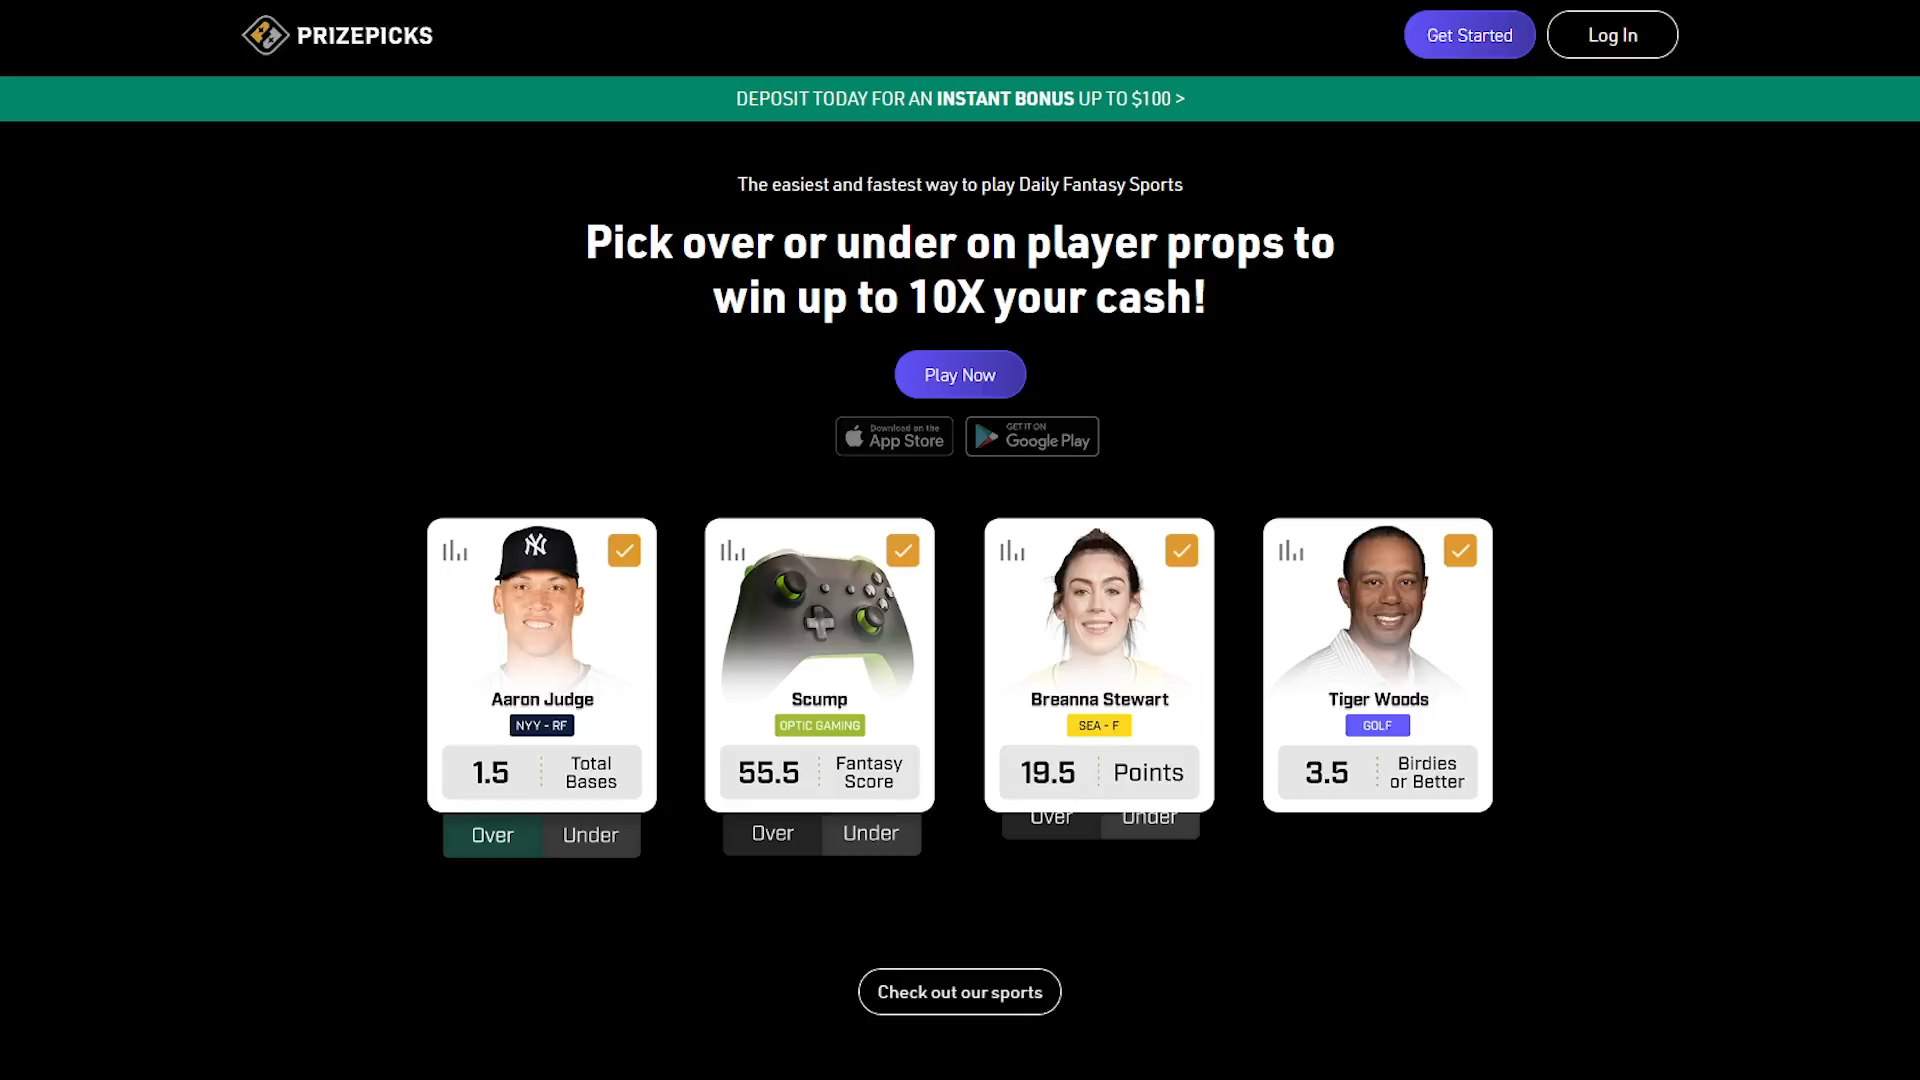 PRIZEPICKS
Get Started
Log In
DEPOSIT TODAY FOR AN INSTANT BONUS UP TO $100 >
The easiest and fastest way to play Daily Fantasy Sports
Pick over or under on player props to
win up to 10X your cash!
Play Now
Download on the
App Store
GET IT ON
Google Play
NY
Aaron Judge
NYY - RF
1.5
Total
Bases
Over
Under
Scump
OPTIC GAMING
55.5
Fantasy
Score
Over
Under
Breanna Stewart
SEA - F
19.5
Points
Over
Under
Tiger Woods
GOLF
3.5
Birdies
or Better
Check out our sports